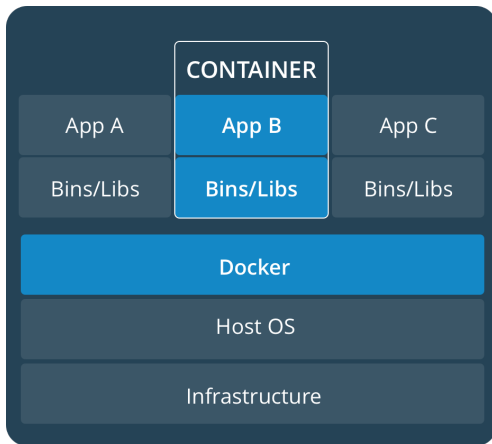 CONTAINER
App A
App B
App C
Bins/Libs
Bins/Libs
Bins/Libs
Docker
Host OS
Infrastructure